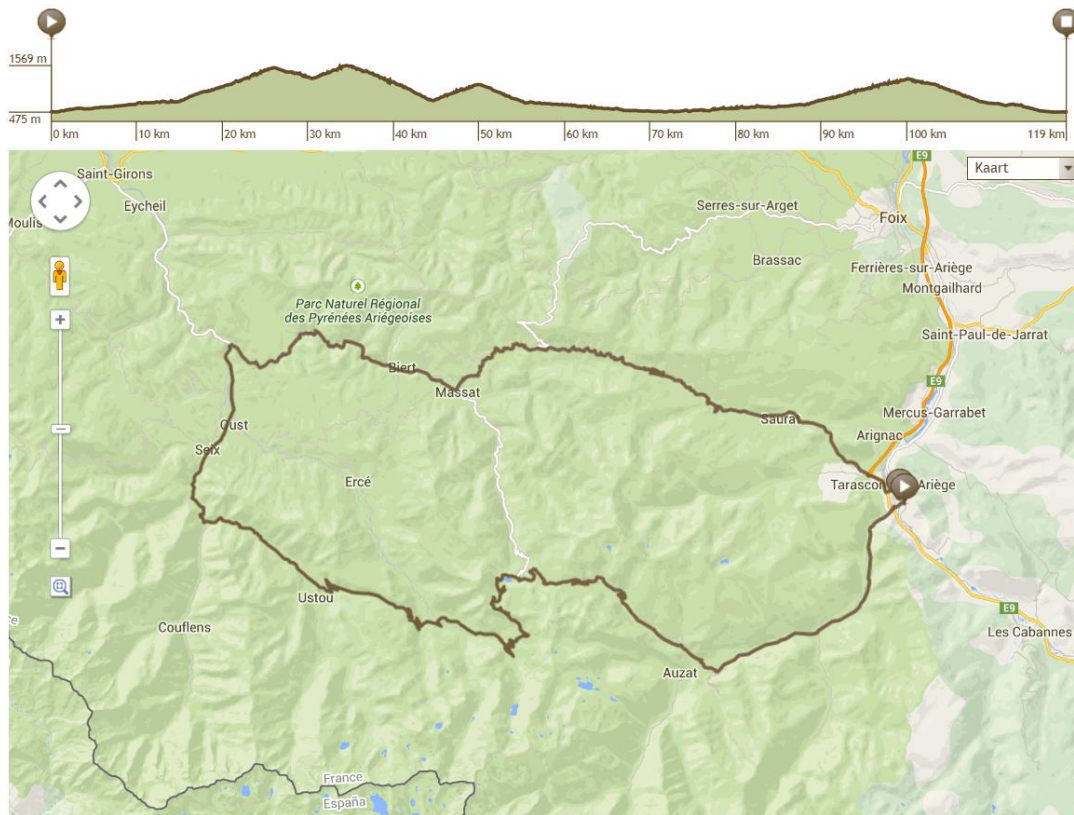 1569 m
475 m
0 km
10 km
20 km
30 km
40 km
50 km
60 km
70 km
80 km
90 km
100 km
119 km
E9
Kaart
Saint-Girons
Eycheil
Moulis
Serres-sur-Arget
Foix
Brassac
Ferrières-sur-Ariège
Montgailhard
Parc Naturel Régional
des Pyrénées Ariégeoises
Saint-Paul-de-Jarrat
Biert
E9
Massat
Mercus-Garrabet
Saurat
Oust
Arignac
Seix
Ercé
Ariège
E9
Ustou
Couflens
Les Cabannes
Auzat
France
España